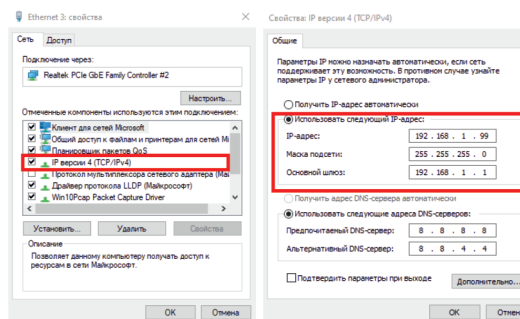 Ethernet 3: свойства
Сеть
Доступ
Подключение через:
Realtek PCIe GbE Family Controller #2
Настроить...
Отмеченные компоненты используются этим подключением:
Клиент для сетей Microsoft
Общий доступ к файлам и принтерам для сетей Mi
Планировщик пакетов QoS
IP версии 4 (TCP/IPv4)
Протокол мультиплексора сетевого адаптера (Ма
Драйвер протокола LLDP (Майкрософт)
Win10Pcap Packet Capture Driver
Установить...
Удалить
Свойства
Описание
Позволяет данному компьютеру получать доступ к
ресурсам в сети Майкрософт.
OK
Отмена
Свойства: IP версии 4 (TCP/IPv4)
Общие
Параметры IP можно назначать автоматически, если сеть
поддерживает эту возможность. В противном случае узнайте
параметры IP у сетевого администратора.
Получить IP-адрес автоматически
Использовать следующий IP-адрес:
IP-адрес: 192 . 168 . 1 . 99
Маска подсети: 255 . 255 . 255 . 0
Основной шлюз: 192 . 168 . 1 . 1
Получить адрес DNS-сервера автоматически
Использовать следующие адреса DNS-серверов:
Предпочитаемый DNS-сервер: 8 . 8 . 8 . 8
Альтернативный DNS-сервер: 8 . 8 . 4 . 4
Подтвердить параметры при выходе
Дополнительно...
OK
Отмен